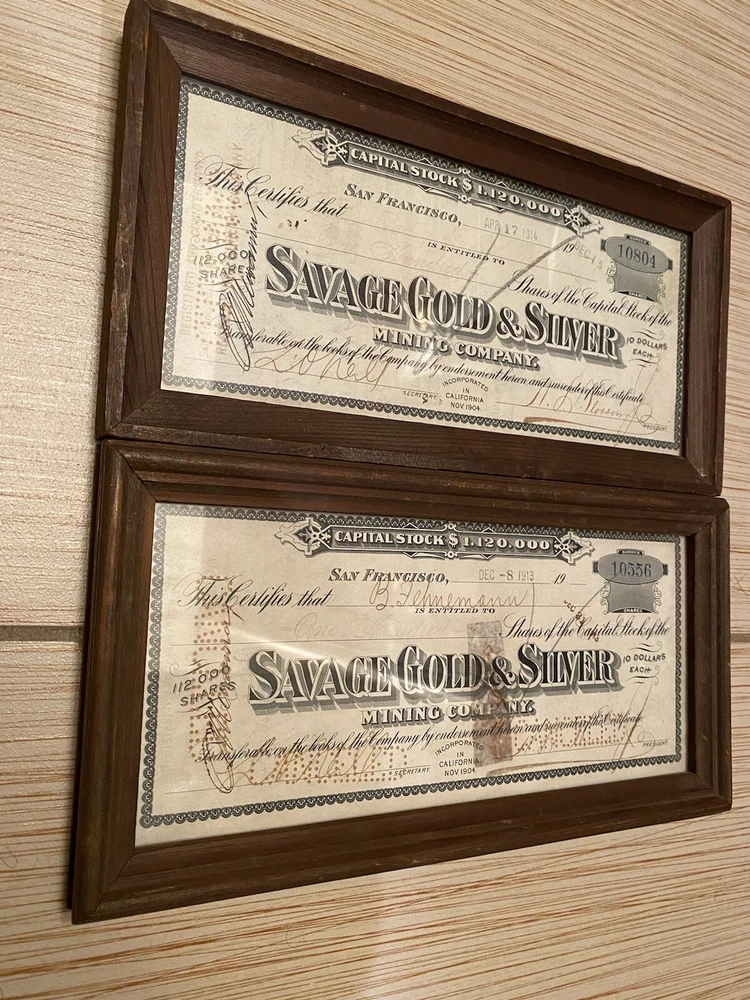 CAPITAL STOCK $1.120.000
SAN FRANCISCO, APR 17 1914 19
NUMBER
10804
SHARES
This Certifies that
IS ENTITLED TO
112,000
SHARES
Shares of the Capital Stock of the
SAVAGE GOLD & SILVER
MINING COMPANY.
10 DOLLARS
EACH
Transferable on the books of the Company by endorsement hereon and surrender of this Certificate
INCORPORATED
IN
CALIFORNIA
NOV. 1904
SECRETARY
PRESIDENT
CAPITAL STOCK $1.120.000
SAN FRANCISCO, DEC -8 1913 19
NUMBER
10556
SHARES
This Certifies that B Fehnemann
IS ENTITLED TO
112,000
SHARES
Shares of the Capital Stock of the
SAVAGE GOLD & SILVER
MINING COMPANY.
10 DOLLARS
EACH
Transferable on the books of the Company by endorsement hereon and surrender of this Certificate
INCORPORATED
IN
CALIFORNIA
NOV. 1904
SECRETARY
PRESIDENT